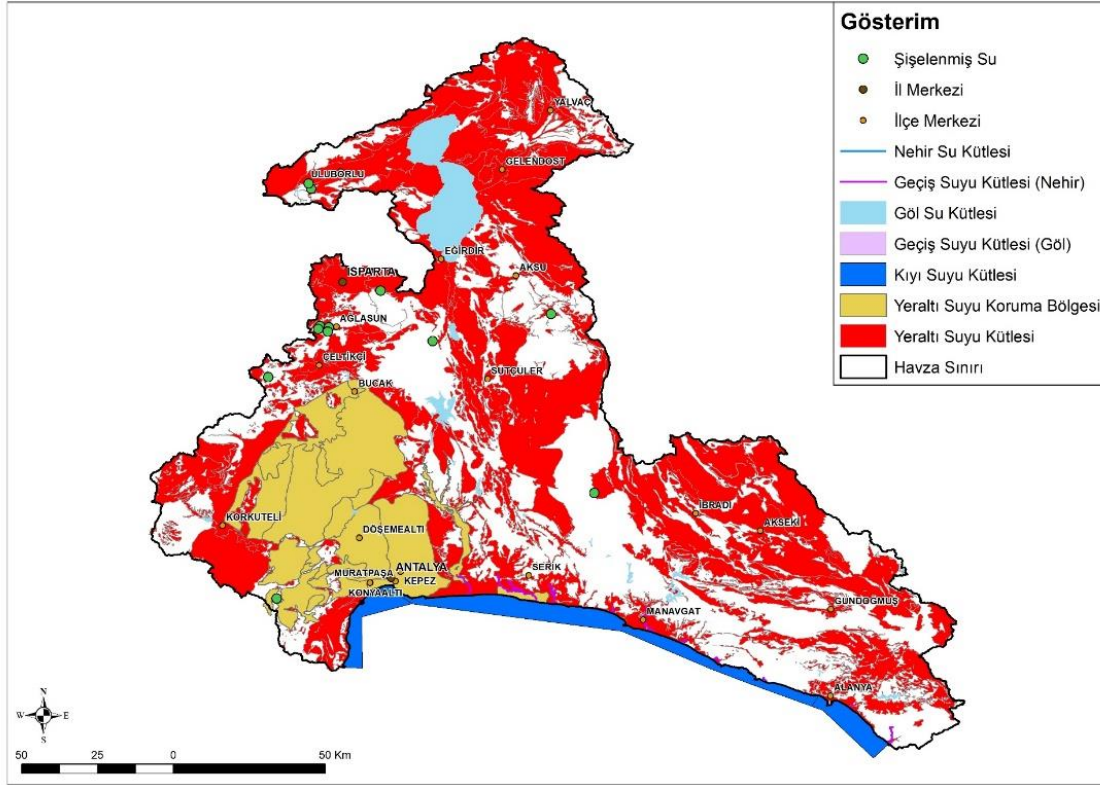 Gösterim
Şişelenmiş Su
İl Merkezi
İlçe Merkezi
Nehir Su Kütlesi
Geçiş Suyu Kütlesi (Nehir)
Göl Su Kütlesi
Geçiş Suyu Kütlesi (Göl)
Kıyı Suyu Kütlesi
Yeraltı Suyu Koruma Bölgesi
Yeraltı Suyu Kütlesi
Havza Sınırı
YALVAÇ
GELENDOST
ULUBORLU
EĞİRDİR
ISPARTA
AKSU
AĞLASUN
ÇELTİKÇİ
SÜTÇÜLER
BUCAK
İBRADI
KORKUTELİ
AKSEKİ
DÖŞEMEALTI
ANTALYA
MURATPAŞA
KEPEZ
SERİK
KONYAALTI
GÜNDOĞMUŞ
MANAVGAT
ALANYA
N
W E
S
50 25 0 50 Km